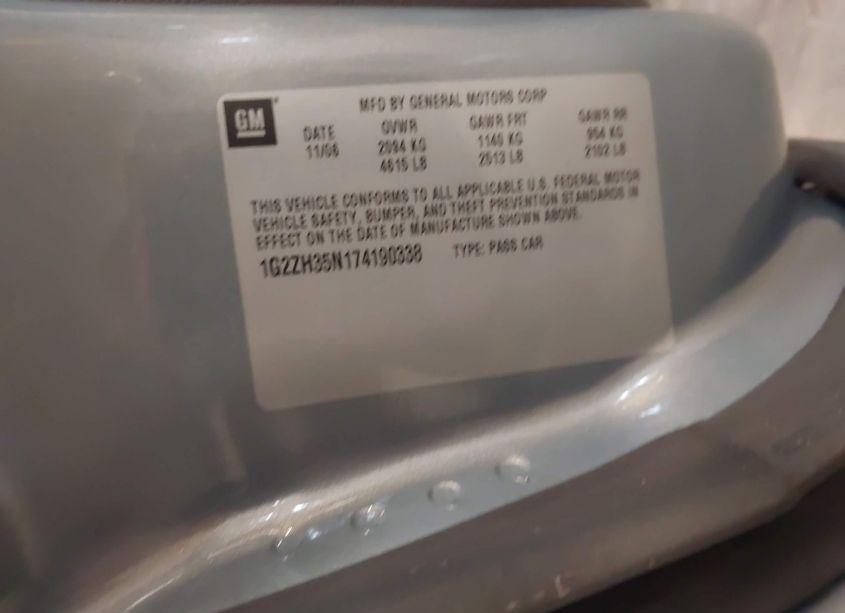 GM
MFD BY GENERAL MOTORS CORP
DATE GVWR GAWR FRT GAWR RR
11/06 2094 KG 1140 KG 954 KG
4615 LB 2513 LB 2102 LB
THIS VEHICLE CONFORMS TO ALL APPLICABLE U.S. FEDERAL MOTOR
VEHICLE SAFETY, BUMPER, AND THEFT PREVENTION STANDARDS IN
EFFECT ON THE DATE OF MANUFACTURE SHOWN ABOVE.
1G2ZH35N174190338 TYPE: PASS CAR